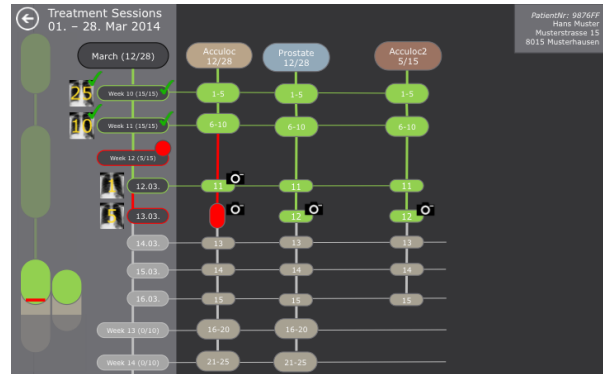 Treatment Sessions
01. – 28. Mar 2014
PatientNr: 9876FF
Hans Muster
Musterstrasse 15
8015 Musterhausen
March (12/28)
Acculoc
12/28
Prostate
12/28
Acculoc2
5/15
25 Week 10 (15/15) 1-5 1-5 1-5
10 Week 11 (15/15) 6-10 6-10 6-10
Week 12 (5/15)
12.03. 11 11 11
5 13.03. 12 12
14.03. 13 13 13
15.03. 14 14 14
16.03. 15 15 15
Week 13 (0/10) 16-20 16-20
Week 14 (0/10) 21-25 21-25